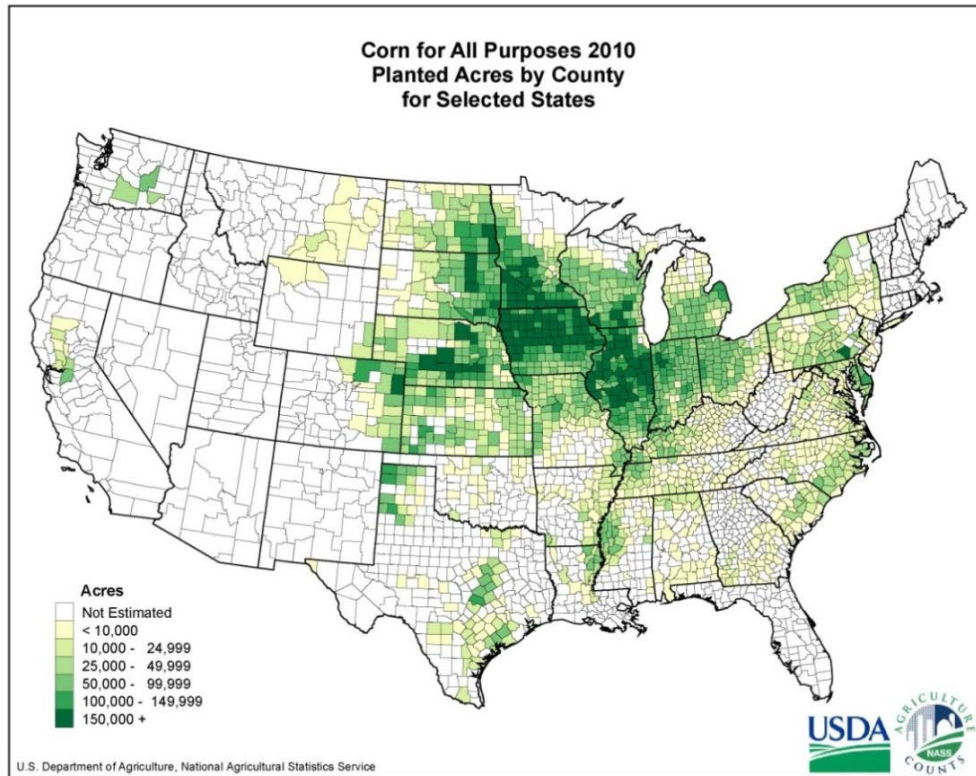 Corn for All Purposes 2010
Planted Acres by County
for Selected States
Acres
Not Estimated
< 10,000
10,000 - 24,999
25,000 - 49,999
50,000 - 99,999
100,000 - 149,999
150,000 +
USDA
AGRICULTURE
NASS
COUNTS
U.S. Department of Agriculture, National Agricultural Statistics Service